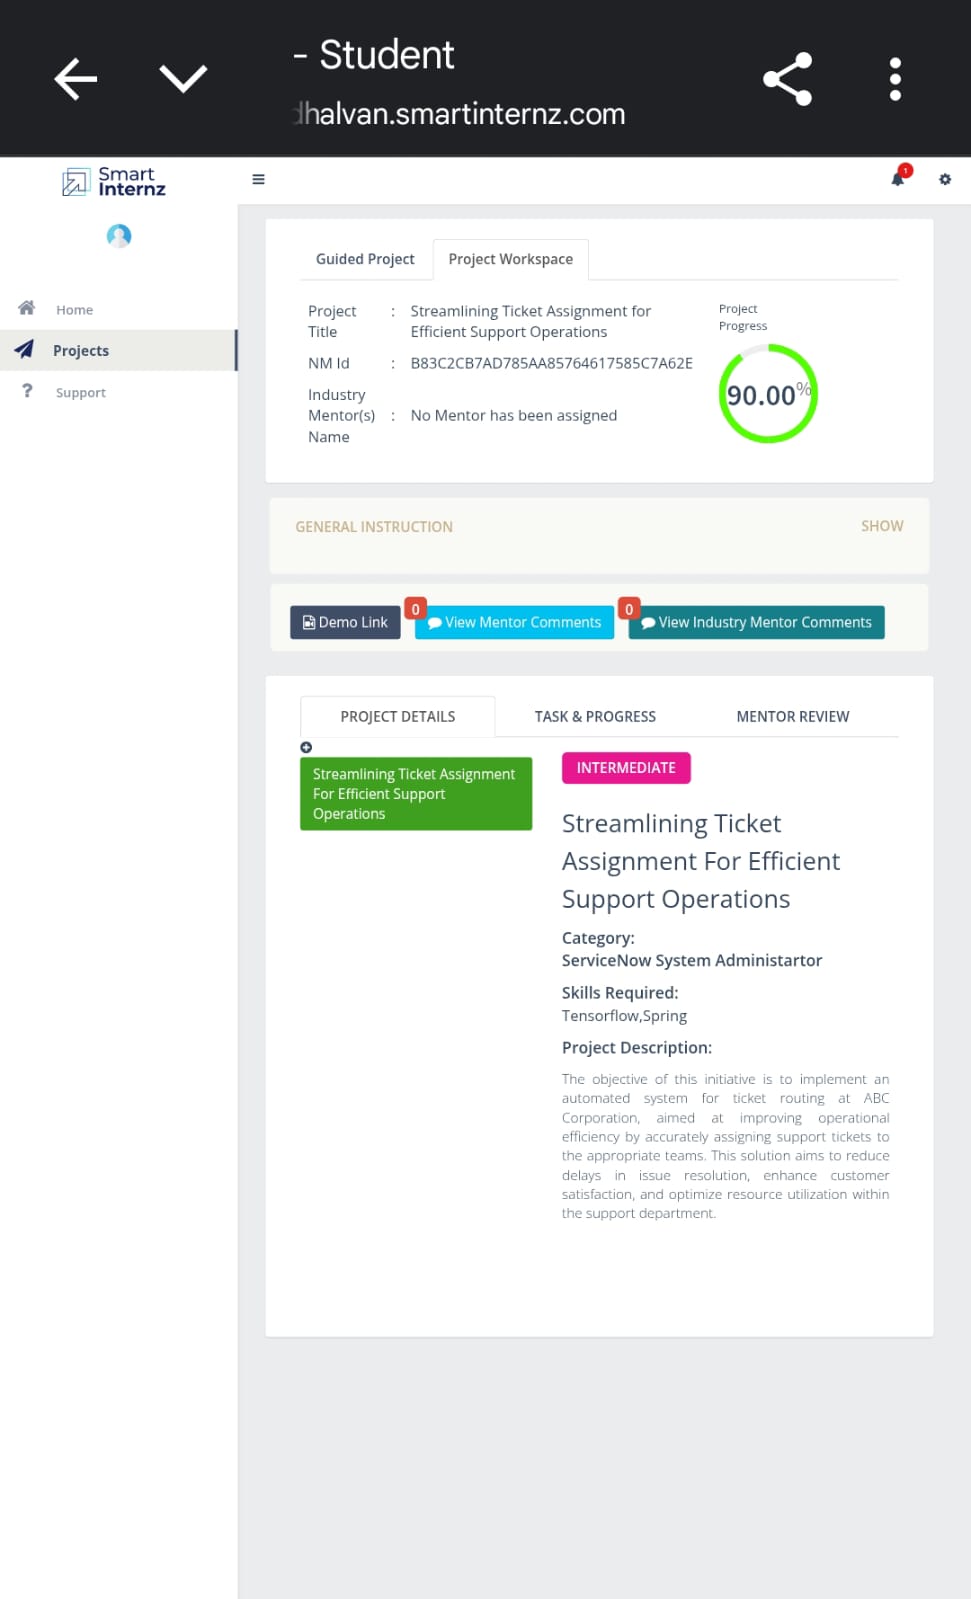 - Student
dhalvan.smartinternz.com
Smart
Internz
1
Home
Projects
Support
Guided Project
Project Workspace
Project Title : Streamlining Ticket Assignment for Efficient Support Operations
NM Id : B83C2CB7AD785AA85764617585C7A62E
Industry Mentor(s) Name : No Mentor has been assigned
Project
Progress
90.00%
GENERAL INSTRUCTION
SHOW
Demo Link
0
View Mentor Comments
0
View Industry Mentor Comments
PROJECT DETAILS
TASK & PROGRESS
MENTOR REVIEW
Streamlining Ticket Assignment
For Efficient Support
Operations
INTERMEDIATE
Streamlining Ticket
Assignment For Efficient
Support Operations
Category:
ServiceNow System Administartor
Skills Required:
Tensorflow,Spring
Project Description:
The objective of this initiative is to implement an
automated system for ticket routing at ABC
Corporation, aimed at improving operational
efficiency by accurately assigning support tickets to
the appropriate teams. This solution aims to reduce
delays in issue resolution, enhance customer
satisfaction, and optimize resource utilization within
the support department.